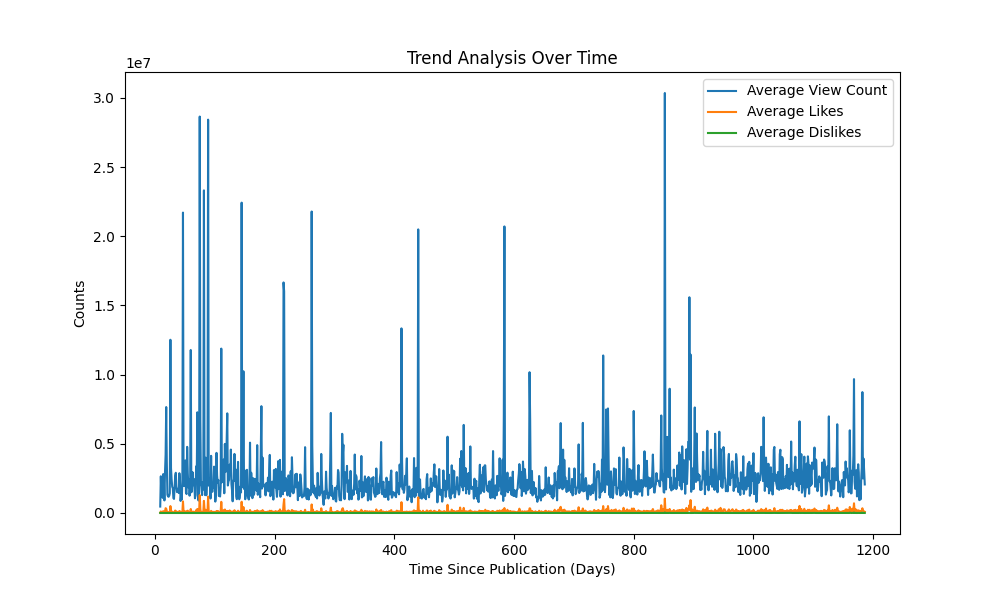 Trend Analysis Over Time
1e7
Average View Count
Average Likes
Average Dislikes
3.0
2.5
2.0
1.5
1.0
0.5
0.0
Counts
0 200 400 600 800 1000 1200
Time Since Publication (Days)